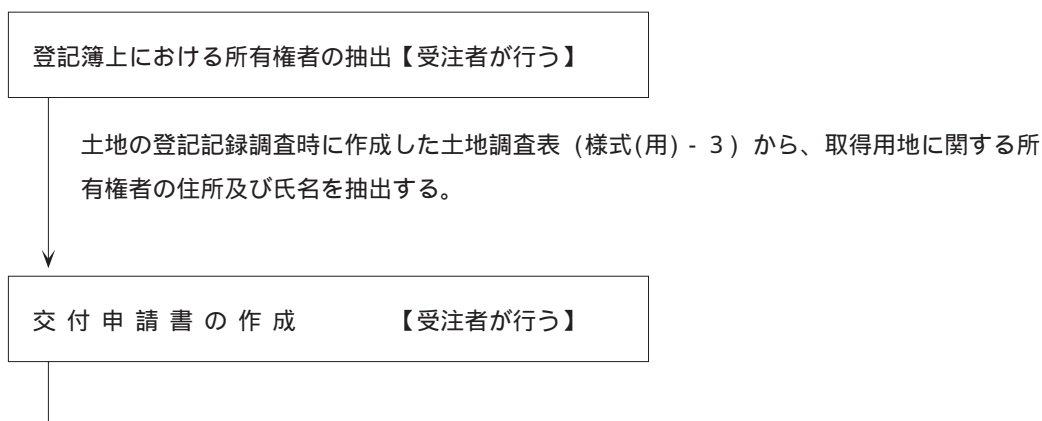 登記簿上における所有権者の抽出【受注者が行う】
土地の登記記録調査時に作成した土地調査表 (様式(用) - 3) から、取得用地に関する所
有権者の住所及び氏名を抽出する。
交 付 申 請 書 の 作 成 【受注者が行う】